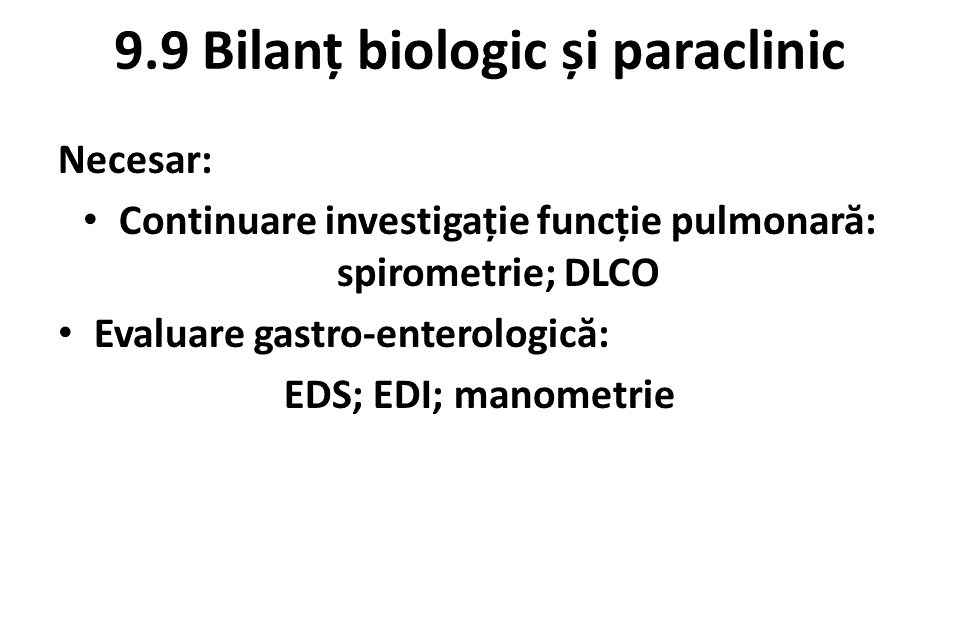 9.9 Bilanț biologic și paraclinic
Necesar:
• Continuare investigație funcție pulmonară:
spirometrie; DLCO
• Evaluare gastro-enterologică:
EDS; EDI; manometrie